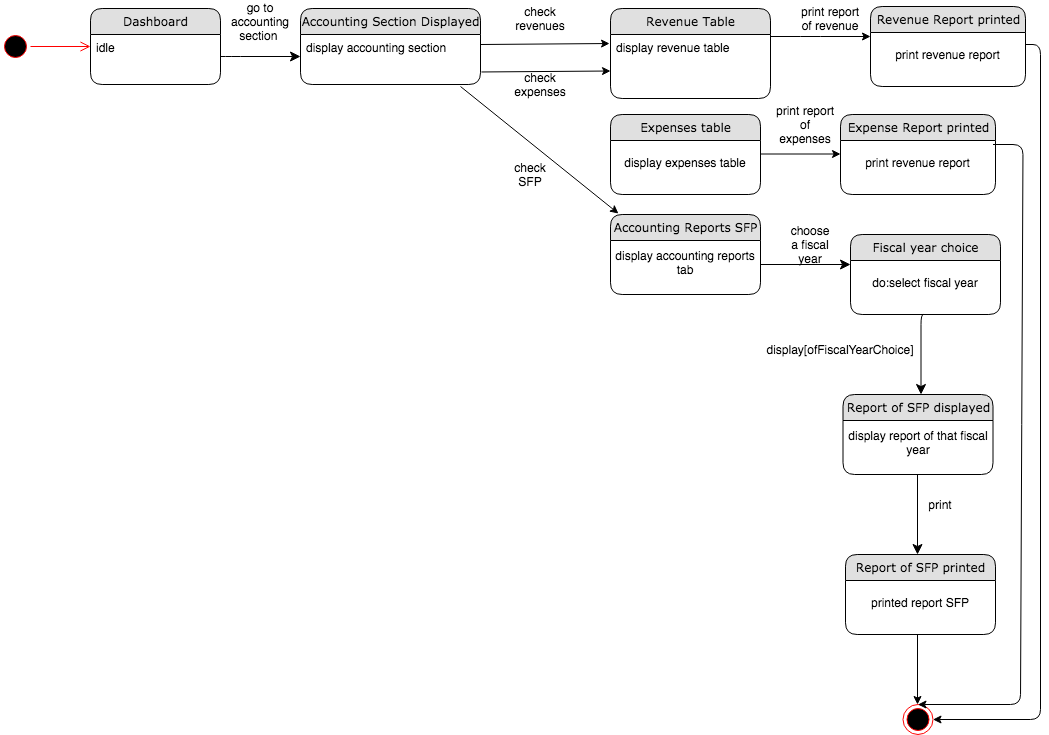 Dashboard
idle
go to
accounting
section
Accounting Section Displayed
display accounting section
check
revenues
check
expenses
check
SFP
Revenue Table
display revenue table
print report
of revenue
Revenue Report printed
print revenue report
Expenses table
display expenses table
print report
of
expenses
Expense Report printed
print revenue report
Accounting Reports SFP
display accounting reports
tab
choose
a fiscal
year
Fiscal year choice
do:select fiscal year
display[ofFiscalYearChoice]
Report of SFP displayed
display report of that fiscal
year
print
Report of SFP printed
printed report SFP